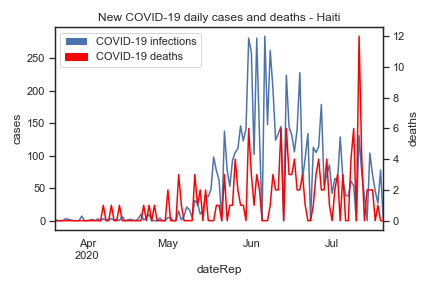 New COVID-19 daily cases and deaths - Haiti
COVID-19 infections
COVID-19 deaths
cases
250
200
150
100
50
0
deaths
12
10
8
6
4
2
0
Apr
2020
May
Jun
Jul
dateRep